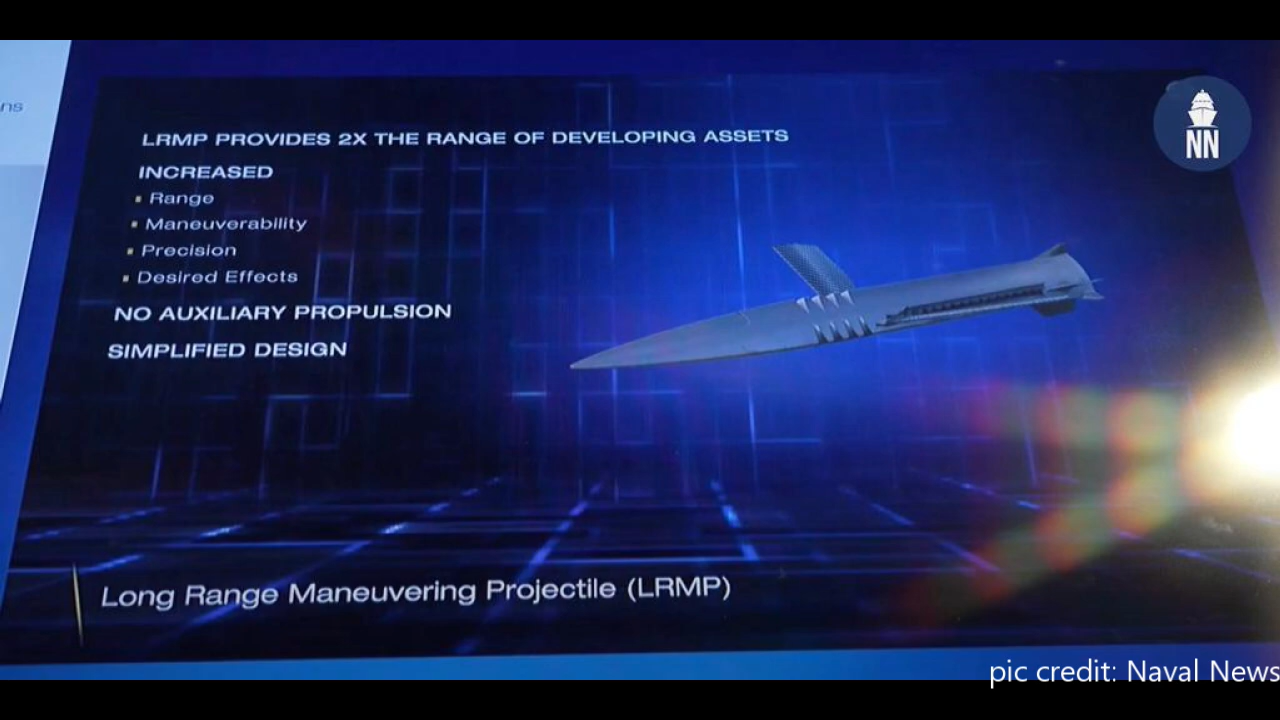 ns
LRMP PROVIDES 2X THE RANGE OF DEVELOPING ASSETS
INCREASED
▪ Range
▪ Maneuverability
▪ Precision
▪ Desired Effects
NO AUXILIARY PROPULSION
SIMPLIFIED DESIGN
NN
Long Range Maneuvering Projectile (LRMP)
pic credit: Naval News